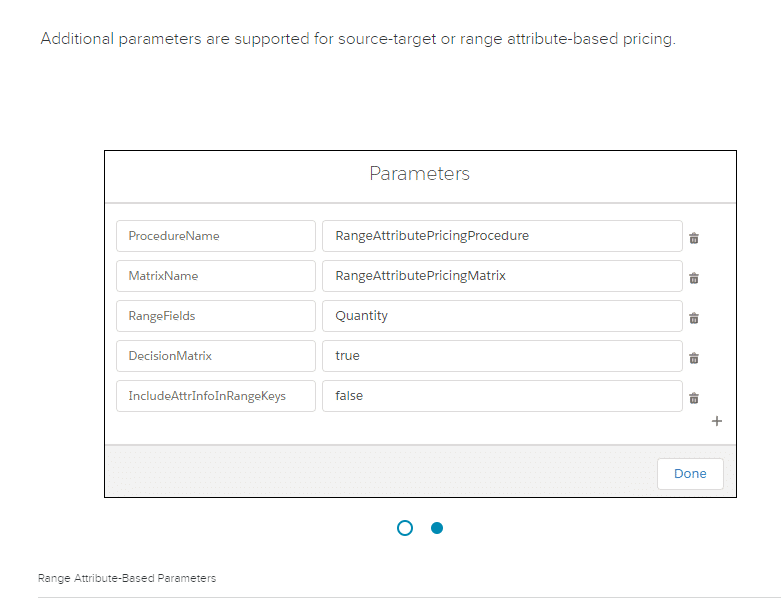 Additional parameters are supported for source-target or range attribute-based pricing.
Parameters
ProcedureName RangeAttributePricingProcedure
MatrixName RangeAttributePricingMatrix
RangeFields Quantity
DecisionMatrix true
IncludeAttrInfoInRangeKeys false
+
Done
Range Attribute-Based Parameters